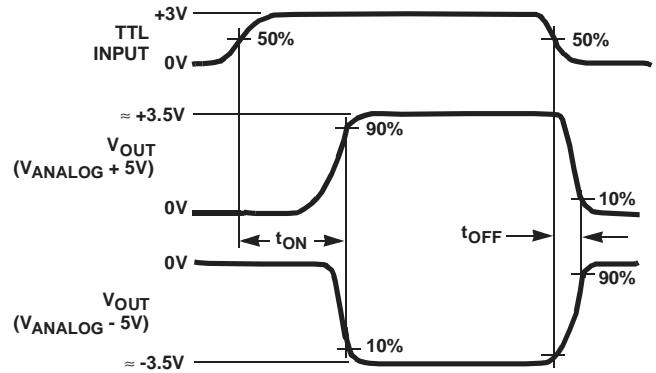 +3V
TTL
INPUT
50%
50%
0V
≈ +3.5V
90%
VOUT
(VANALOG + 5V)
10%
0V
tON
tOFF
0V
90%
VOUT
(VANALOG - 5V)
10%
≈ -3.5V